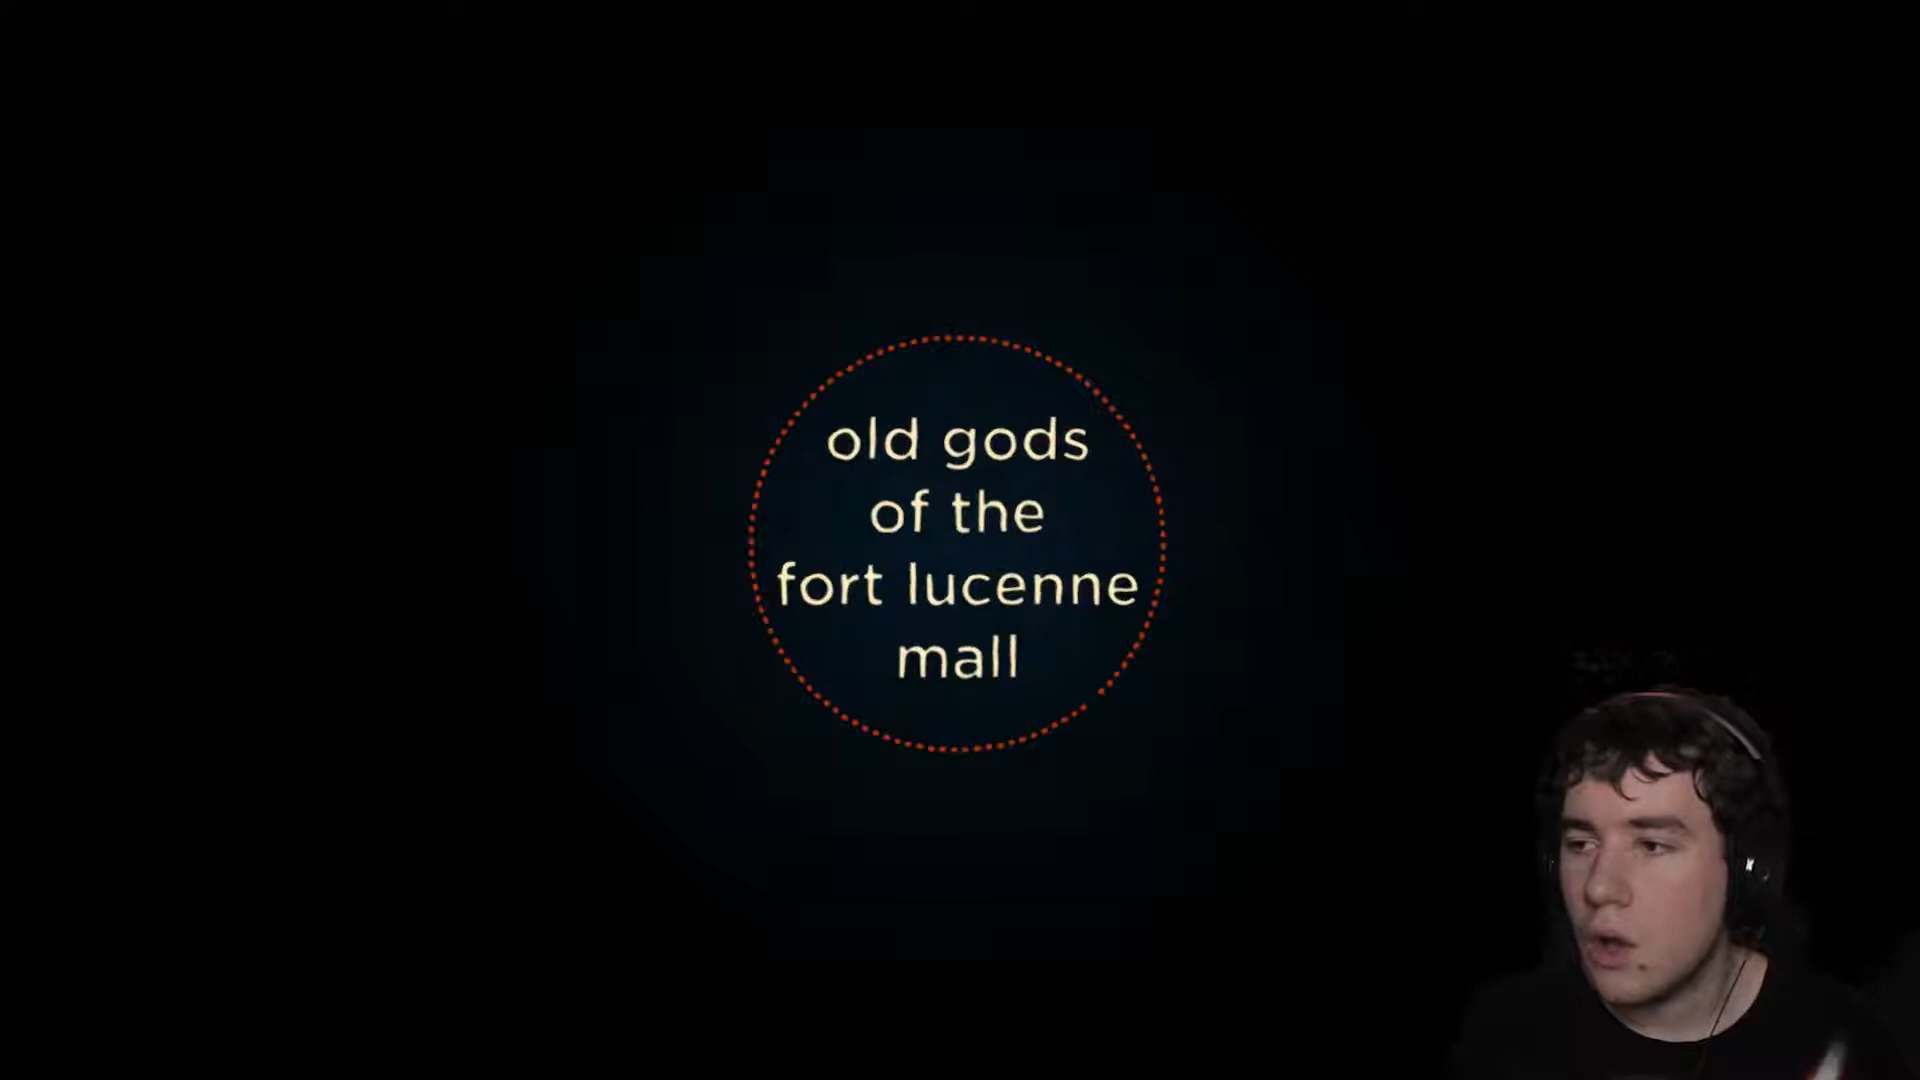 old gods
of the
fort lucenne
mall